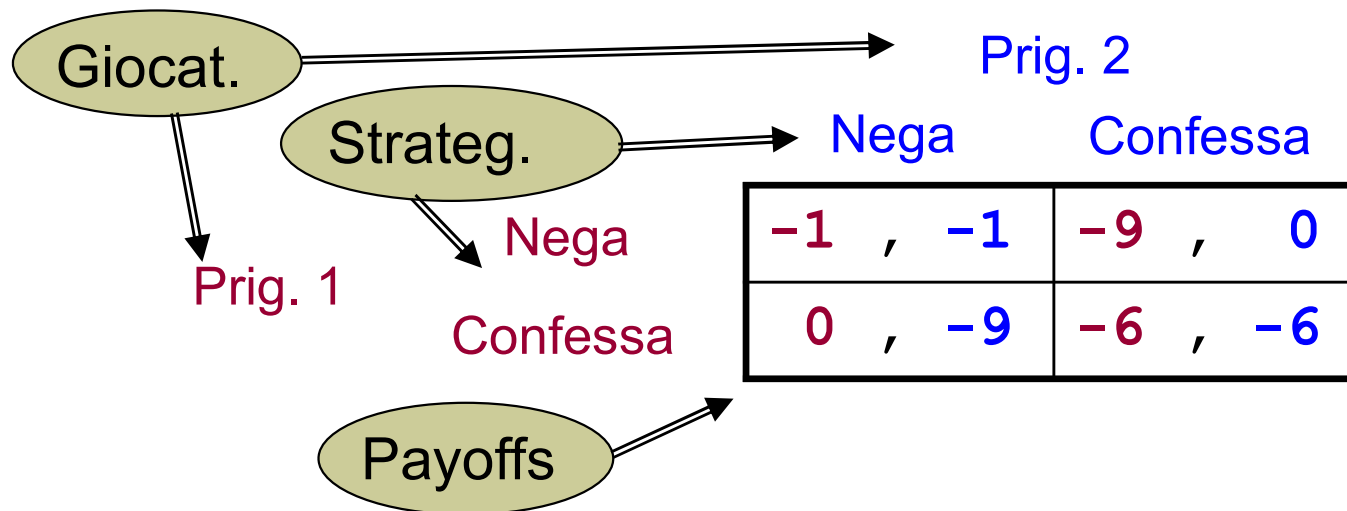 Giocat.
Prig. 2
Strateg.
Nega Confessa
Nega -1 , -1 -9 , 0
Prig. 1
Confessa 0 , -9 -6 , -6
Payoffs